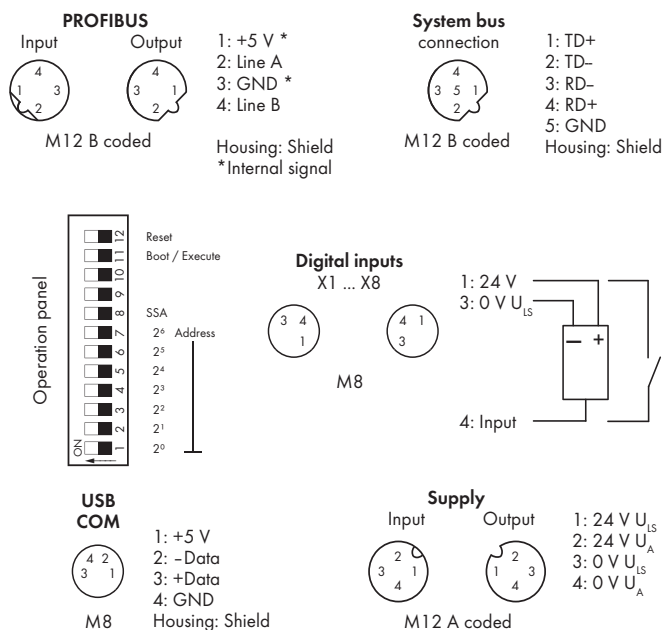 PROFIBUS
Input Output
4
1 3
2
4
3 1
2
M12 B coded
1: +5 V *
2: Line A
3: GND *
4: Line B
Housing: Shield
*Internal signal
System bus
connection
4
3 5 1
2
M12 B coded
1: TD+
2: TD–
3: RD–
4: RD+
5: GND
Housing: Shield
Operation panel
12 Reset
11 Boot / Execute
10
9
8 SSA
7 2⁶ Address
6 2⁵
5 2⁴
4 2³
3 2²
2 2¹
1 2⁰
ON
Digital inputs
X1 ... X8
3 4
1
4 1
3
M8
1: 24 V
3: 0 V U_LS
– +
4: Input
USB
COM
4 2
3 1
M8
1: +5 V
2: –Data
3: +Data
4: GND
Housing: Shield
Supply
Input Output
2
3 1
4
2
1 3
4
M12 A coded
1: 24 V U_LS
2: 24 V U_A
3: 0 V U_LS
4: 0 V U_A